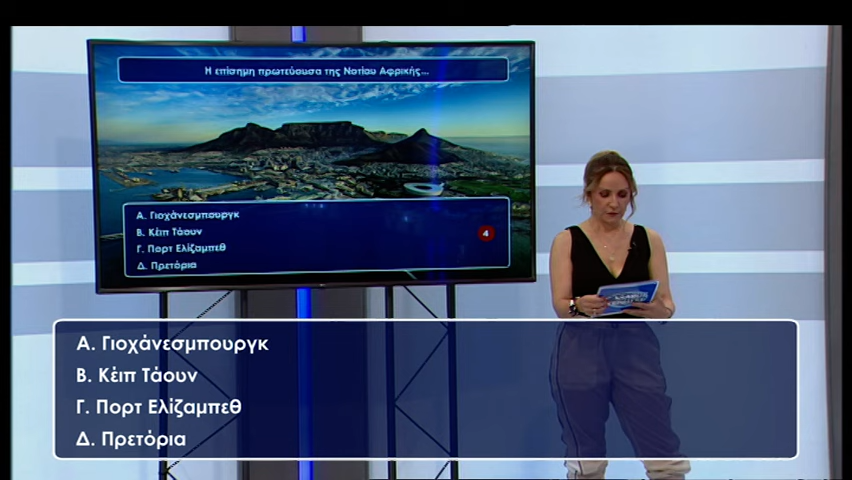 Η επίσημη πρωτεύουσα της Νοτίου Αφρικής...
Α. Γιοχάνεσμπουργκ
Β. Κέιπ Τάουν
Γ. Πορτ Ελίζαμπεθ
Δ. Πρετόρια
4
Α. Γιοχάνεσμπουργκ
Β. Κέιπ Τάουν
Γ. Πορτ Ελίζαμπεθ
Δ. Πρετόρια